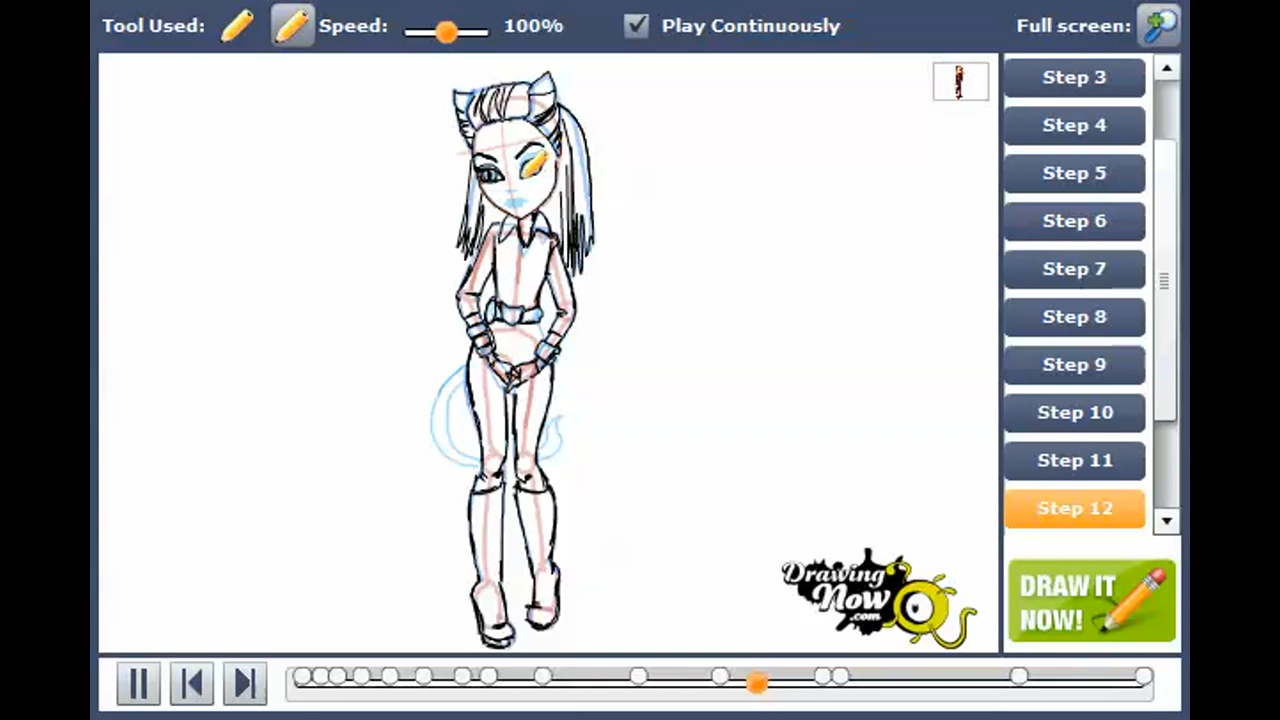 Tool Used:
Speed:
100%
Play Continuously
Full screen:
Step 3
Step 4
Step 5
Step 6
Step 7
Step 8
Step 9
Step 10
Step 11
Step 12
DRAW IT
NOW!
Drawing
Now
.com